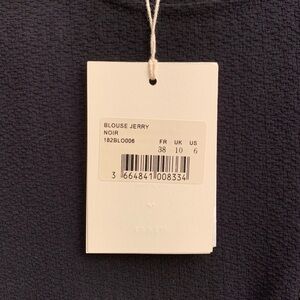 BLOUSE JERRY
NOIR
182BLO006
FR UK US
38 10 6
3 664841 008334